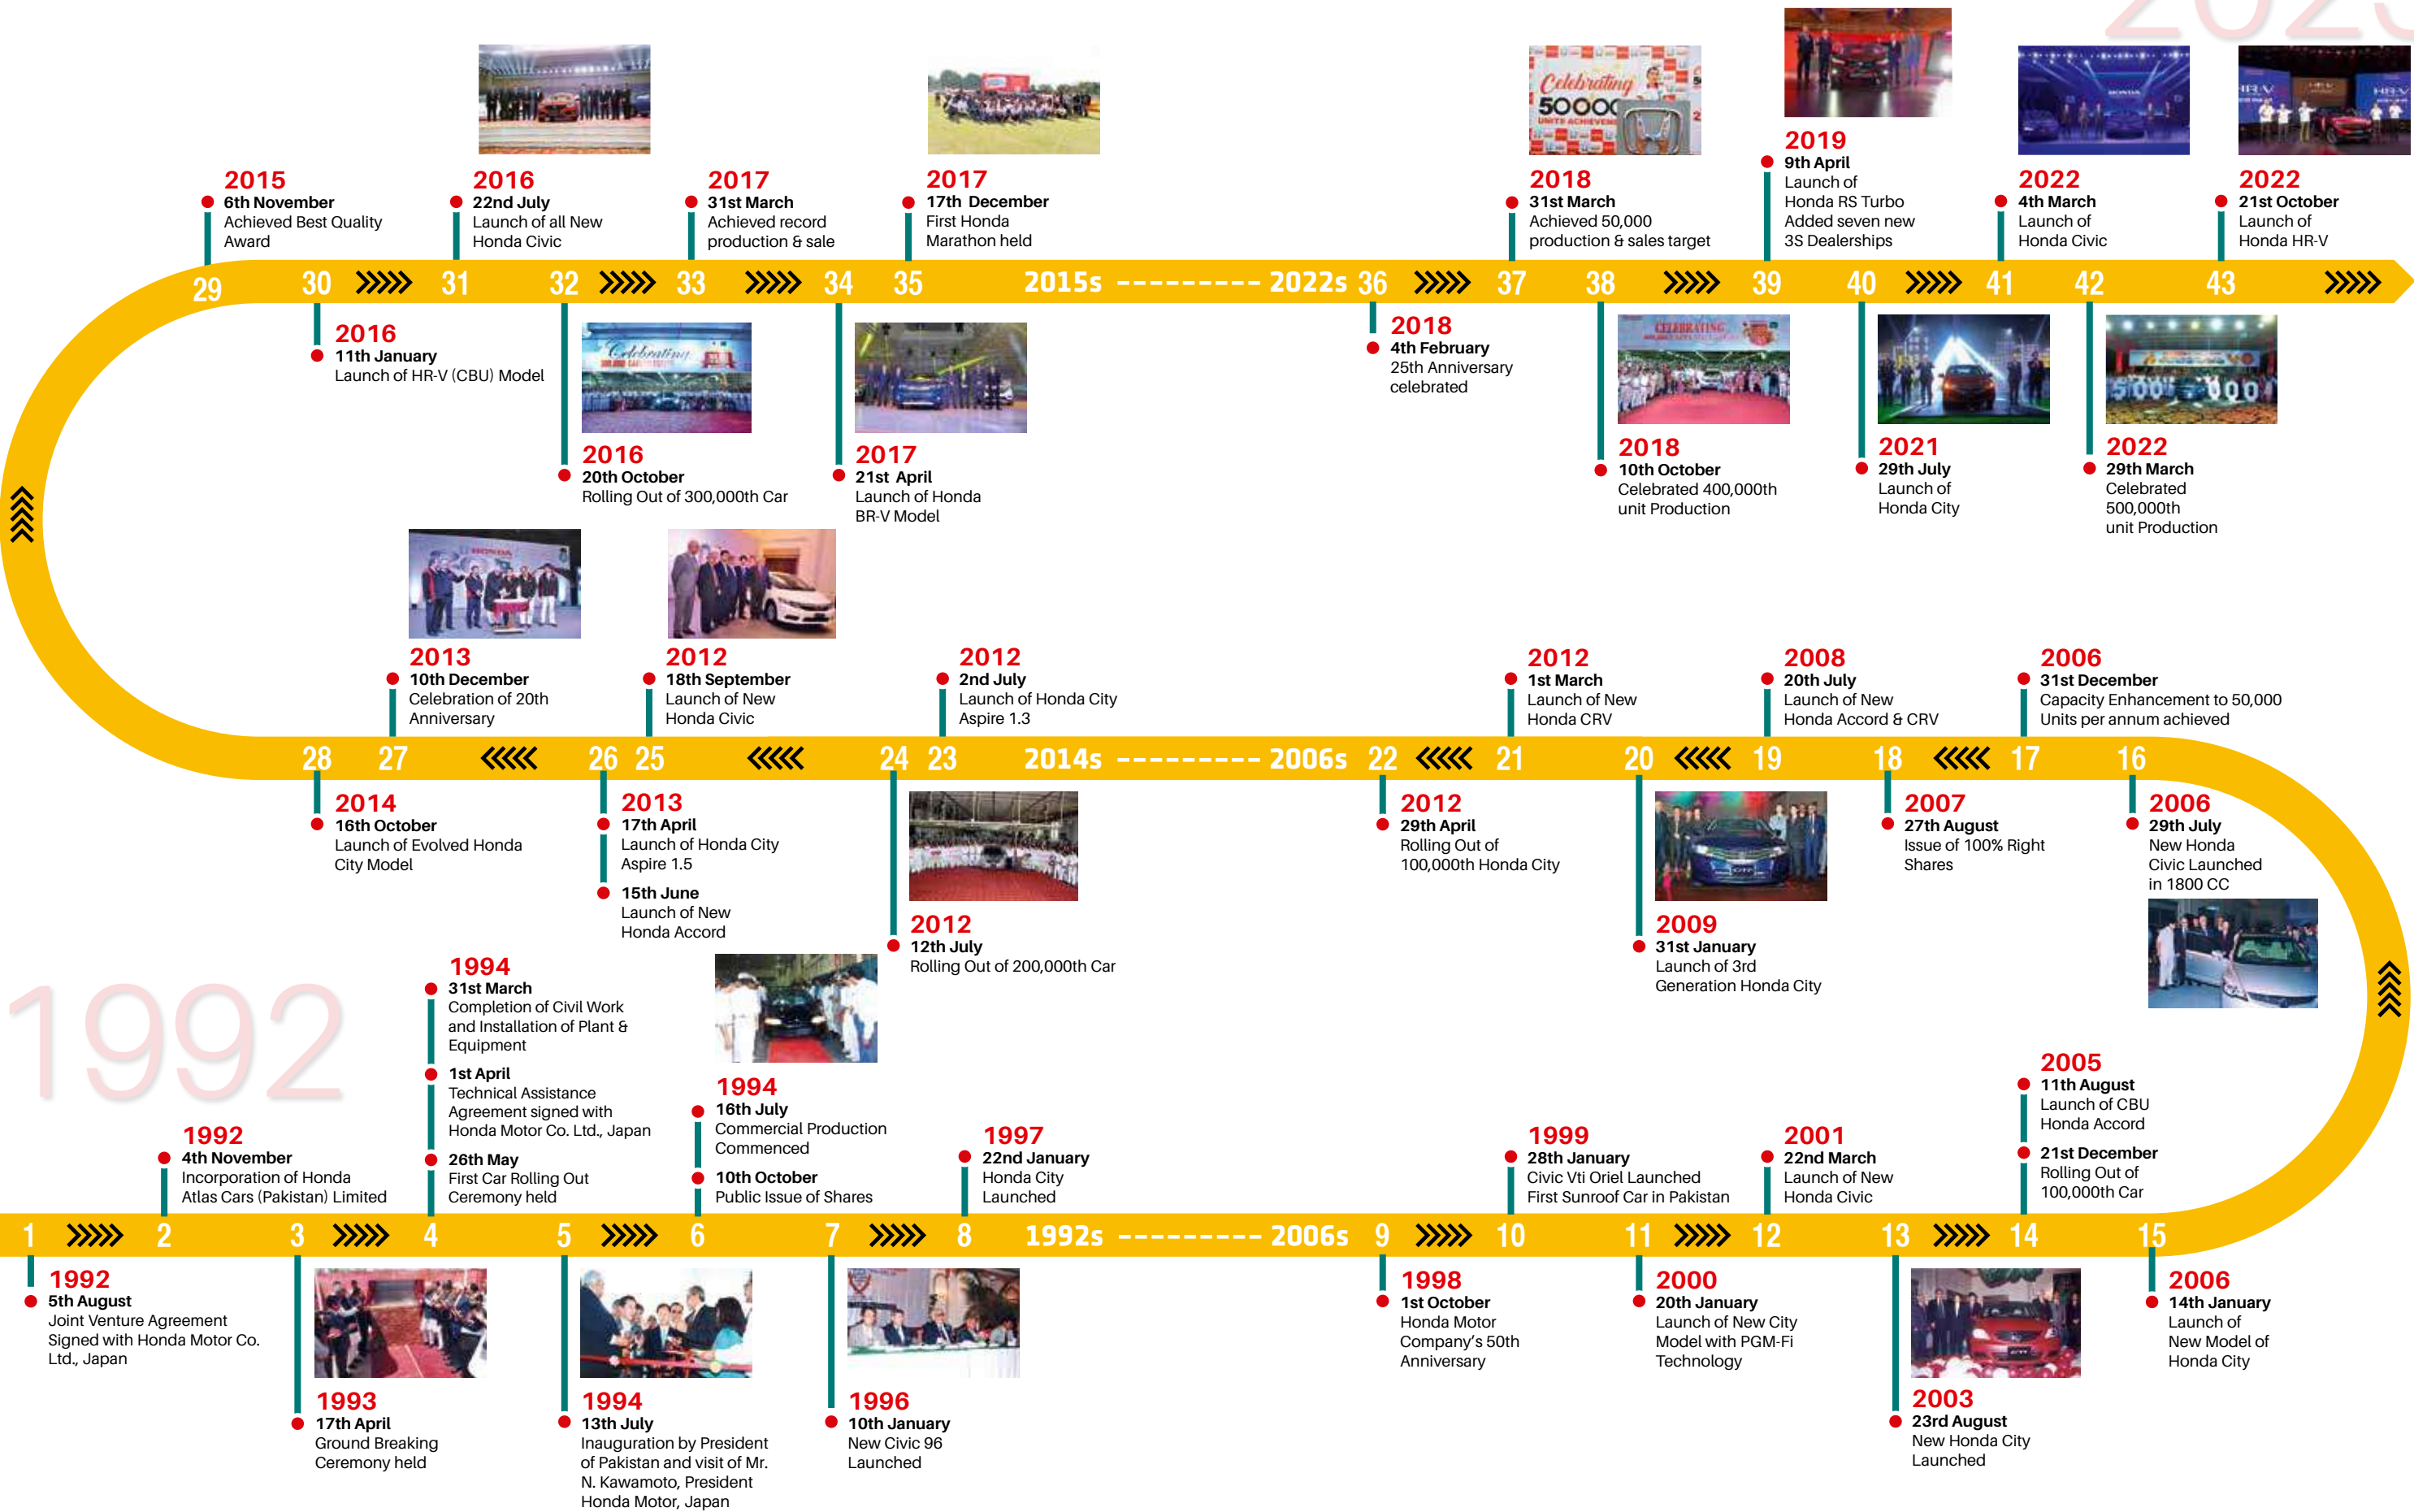 2023
2015
6th November
Achieved Best Quality
Award
2016
22nd July
Launch of all New
Honda Civic
2017
31st March
Achieved record
production & sale
2017
17th December
First Honda
Marathon held
Celebrating
UNITS
2018
31st March
Achieved 50,000
production & sales target
2019
9th April
Launch of
Honda RS Turbo
Added seven new
3S Dealerships
HONDA
2022
4th March
Launch of
Honda Civic
HR-V
HR-V
HR-V
2022
21st October
Launch of
Honda HR-V
29 30 31 32 33 34 35 2015s --------- 2022s 36 37 38 39 40 41 42 43
2016
11th January
Launch of HR-V (CBU) Model
Celebrating
2016
20th October
Rolling Out of 300,000th Car
2017
21st April
Launch of Honda
BR-V Model
2018
4th February
25th Anniversary
celebrated
CELEBRATING
2018
10th October
Celebrated 400,000th
unit Production
2021
29th July
Launch of
Honda City
2022
29th March
Celebrated
500,000th
unit Production
HONDA
2013
10th December
Celebration of 20th
Anniversary
2012
18th September
Launch of New
Honda Civic
2012
2nd July
Launch of Honda City
Aspire 1.3
2012
1st March
Launch of New
Honda CRV
2008
20th July
Launch of New
Honda Accord & CRV
2006
31st December
Capacity Enhancement to 50,000
Units per annum achieved
28 27 26 25 24 23 2014s --------- 2006s 22 21 20 19 18 17 16
2014
16th October
Launch of Evolved Honda
City Model
2013
17th April
Launch of Honda City
Aspire 1.5
15th June
Launch of New
Honda Accord
2012
12th July
Rolling Out of 200,000th Car
2012
29th April
Rolling Out of
100,000th Honda City
2009
31st January
Launch of 3rd
Generation Honda City
2007
27th August
Issue of 100% Right
Shares
2006
29th July
New Honda
Civic Launched
in 1800 CC
1992
1992
4th November
Incorporation of Honda
Atlas Cars (Pakistan) Limited
1994
31st March
Completion of Civil Work
and Installation of Plant &
Equipment
1st April
Technical Assistance
Agreement signed with
Honda Motor Co. Ltd., Japan
26th May
First Car Rolling Out
Ceremony held
1994
16th July
Commercial Production
Commenced
10th October
Public Issue of Shares
1997
22nd January
Honda City
Launched
1999
28th January
Civic Vti Oriel Launched
First Sunroof Car in Pakistan
2001
22nd March
Launch of New
Honda Civic
2005
11th August
Launch of CBU
Honda Accord
21st December
Rolling Out of
100,000th Car
1 2 3 4 5 6 7 8 1992s --------- 2006s 9 10 11 12 13 14 15
1992
5th August
Joint Venture Agreement
Signed with Honda Motor Co.
Ltd., Japan
1993
17th April
Ground Breaking
Ceremony held
1994
13th July
Inauguration by President
of Pakistan and visit of Mr.
N. Kawamoto, President
Honda Motor, Japan
1996
10th January
New Civic 96
Launched
1998
1st October
Honda Motor
Company's 50th
Anniversary
2000
20th January
Launch of New City
Model with PGM-Fi
Technology
2003
23rd August
New Honda City
Launched
2006
14th January
Launch of
New Model of
Honda City